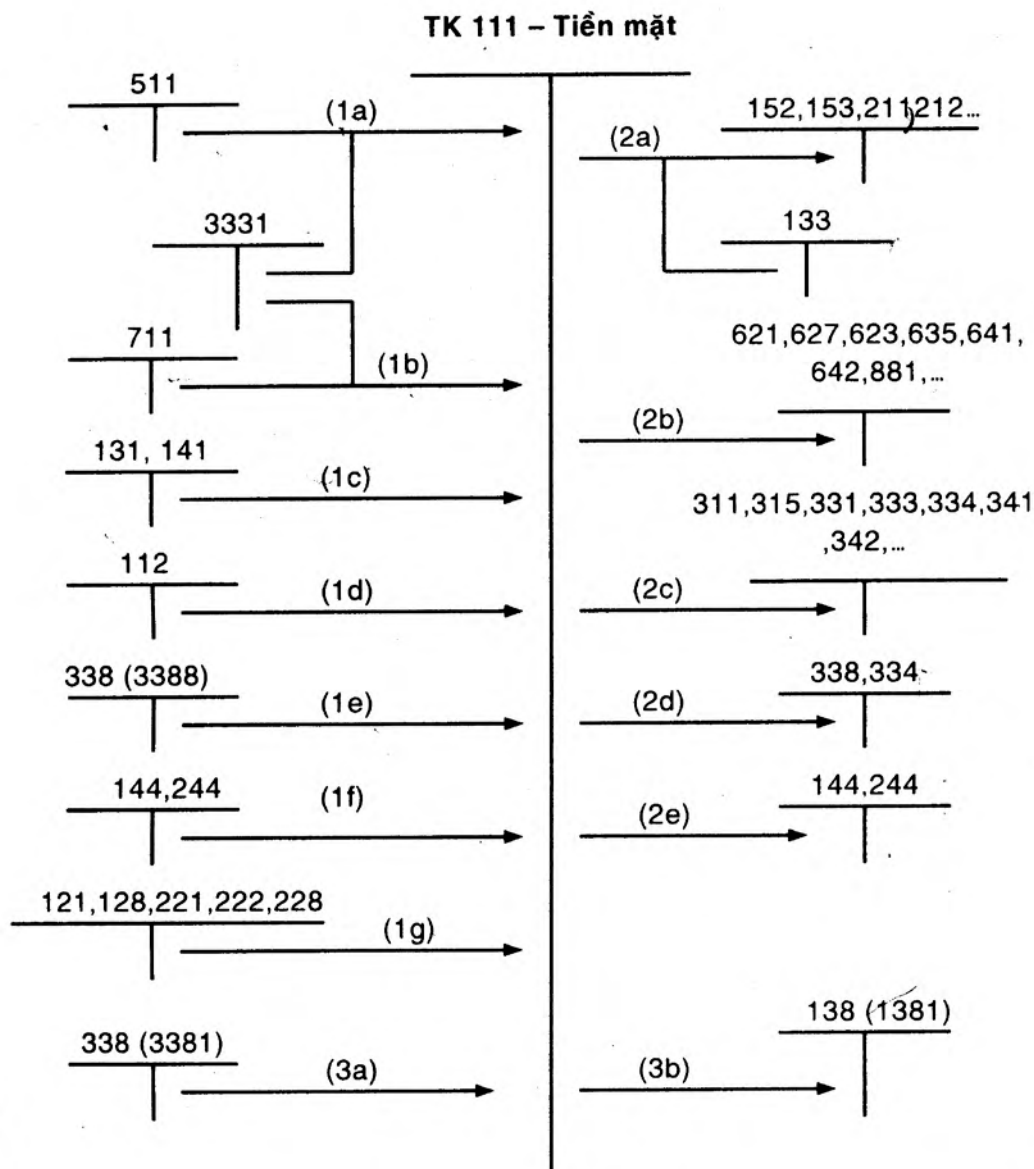 TK 111 – Tiền mặt
511
(1a)
152,153,211,212...
(2a)
3331
133
711
(1b)
621,627,623,635,641,
642,881,...
(2b)
131, 141
(1c)
311,315,331,333,334,341
,342,...
112
(1d)
(2c)
338 (3388)
(1e)
338,334
(2d)
144,244
(1f)
144,244
(2e)
121,128,221,222,228
(1g)
338 (3381)
(3a)
138 (1381)
(3b)